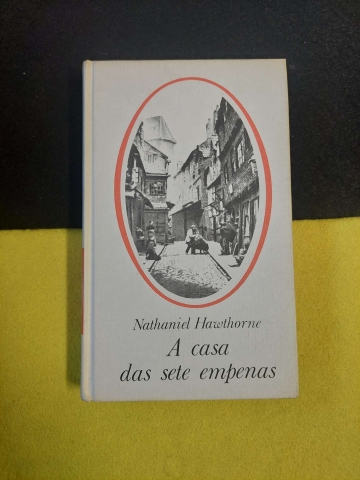 Nathaniel Hawthorne
A casa
das sete empenas